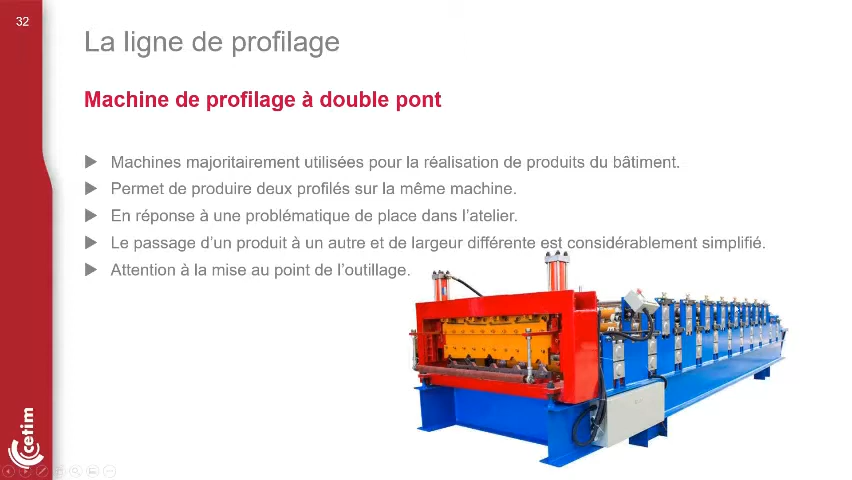 32
La ligne de profilage
Machine de profilage à double pont
Machines majoritairement utilisées pour la réalisation de produits du bâtiment.
Permet de produire deux profilés sur la même machine.
En réponse à une problématique de place dans l’atelier.
Le passage d’un produit à un autre et de largeur différente est considérablement simplifié.
Attention à la mise au point de l’outillage.
cetim